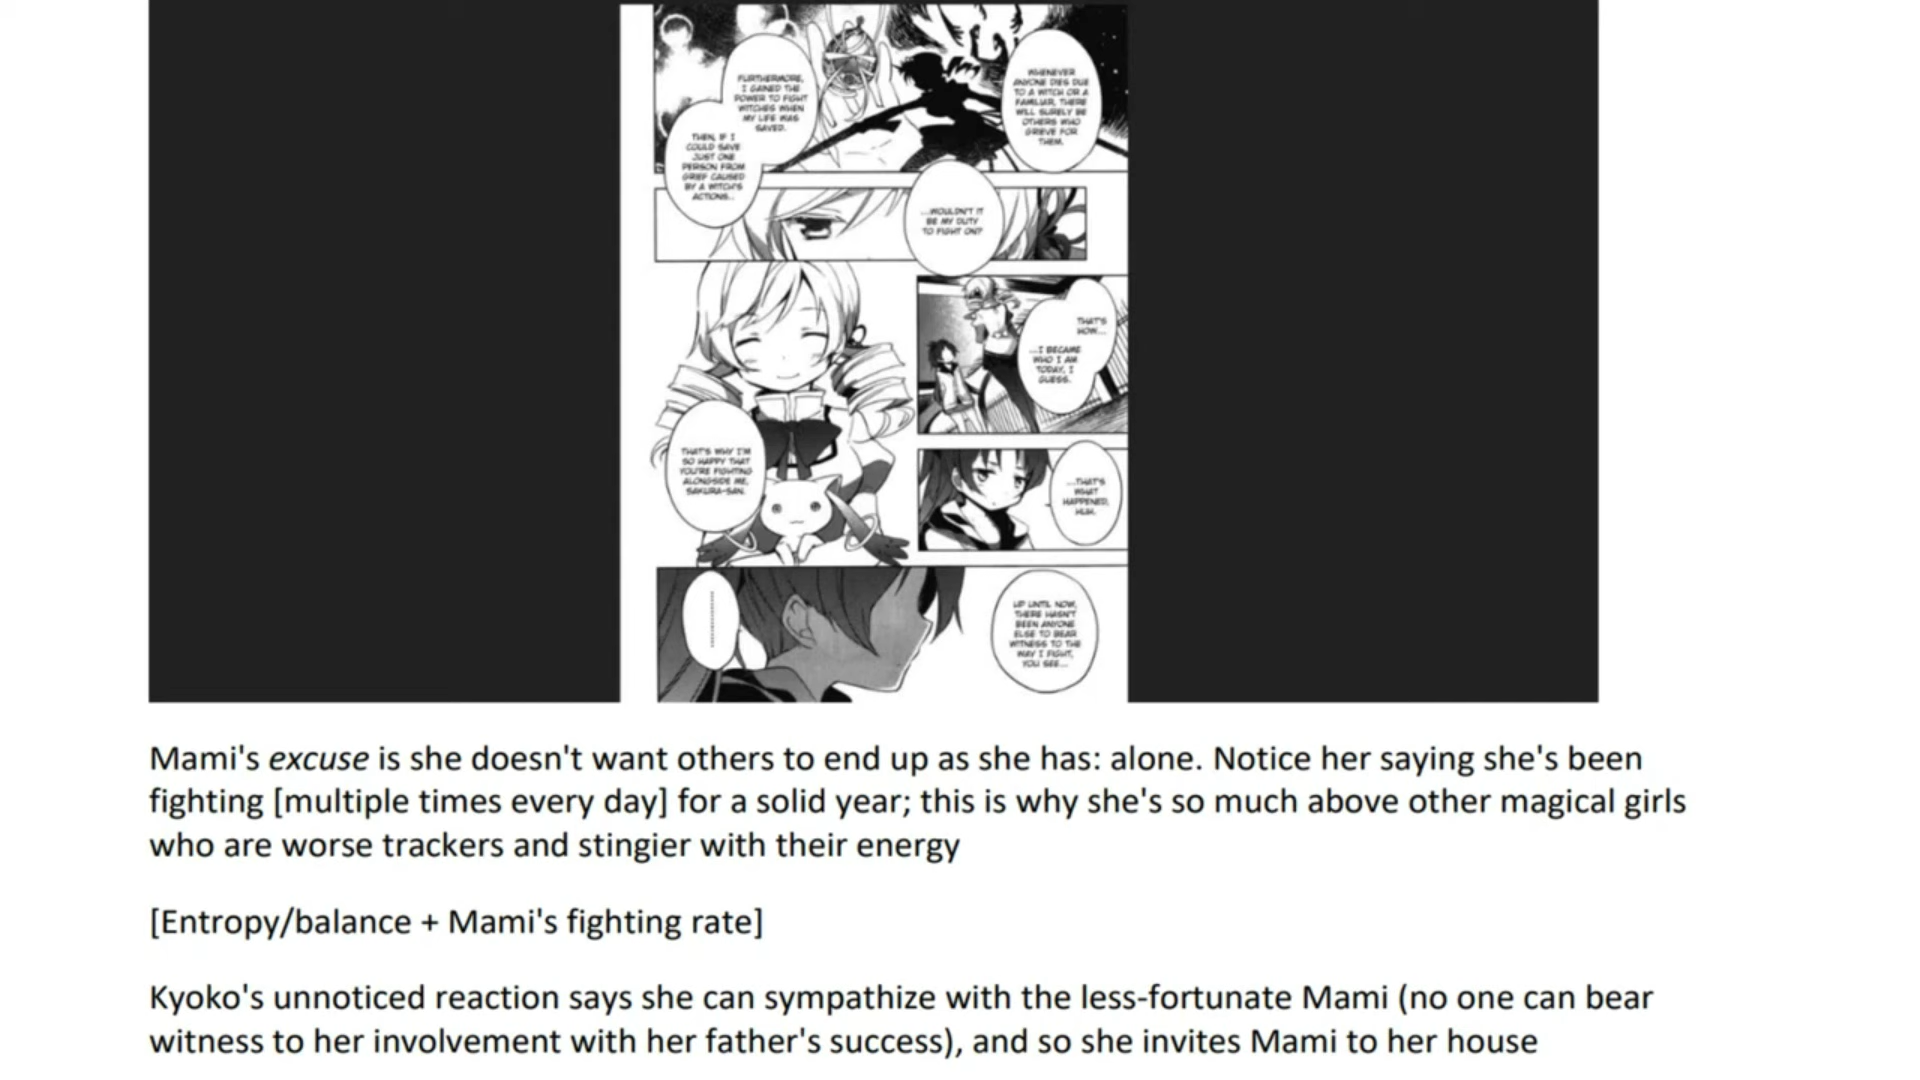 WHENEVER
ANYONE DIES DUE
TO A WITCH OR A
FAMILIAR, THERE
WILL SURELY BE
OTHERS WHO
GRIEVE FOR
THEM.
FURTHERMORE,
I GAINED THE
POWER TO FIGHT
WITCHES WHEN
MY LIFE WAS
SAVED.
THEN, IF I
COULD SAVE
JUST ONE
PERSON FROM
GRIEF CAUSED
BY A WITCH'S
ACTIONS...
...WOULDN'T IT
BE MY DUTY
TO FIGHT ON?
THAT'S
HOW...
...I BECAME
WHO I AM
TODAY, I
GUESS.
...THAT'S
WHAT
HAPPENED,
HUH.
THAT'S WHY I'M
SO HAPPY THAT
YOU'RE FIGHTING
ALONGSIDE ME,
SAKURA-SAN.
UP UNTIL NOW,
THERE HASN'T
BEEN ANYONE
ELSE TO BEAR
WITNESS TO THE
WAY I FIGHT,
YOU SEE...
..........
Mami's excuse is she doesn't want others to end up as she has: alone. Notice her saying she's been
fighting [multiple times every day] for a solid year; this is why she's so much above other magical girls
who are worse trackers and stingier with their energy
[Entropy/balance + Mami's fighting rate]
Kyoko's unnoticed reaction says she can sympathize with the less-fortunate Mami (no one can bear
witness to her involvement with her father's success), and so she invites Mami to her house